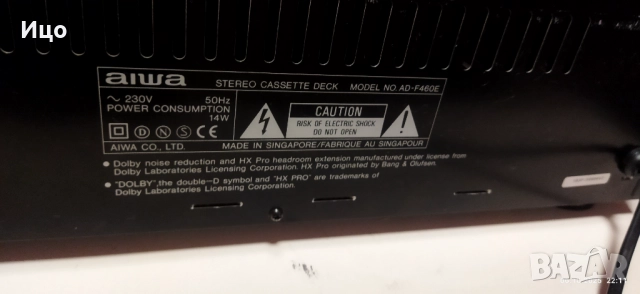 Ицо
aiwa STEREO CASSETTE DECK MODEL NO. AD-F460E
~ 230V 50Hz
POWER CONSUMPTION
14W
CAUTION
RISK OF ELECTRIC SHOCK
DO NOT OPEN
AIWA CO., LTD. MADE IN SINGAPORE/FABRIQUÉ AU SINGAPOUR
● Dolby noise reduction and HX Pro headroom extension manufactured under license from
Dolby Laboratories Licensing Corporation. HX Pro originated by Bang & Olufsen.
● "DOLBY", the double-D symbol and "HX PRO" are trademarks of
Dolby Laboratories Licensing Corporation.
BAZAR
22:11